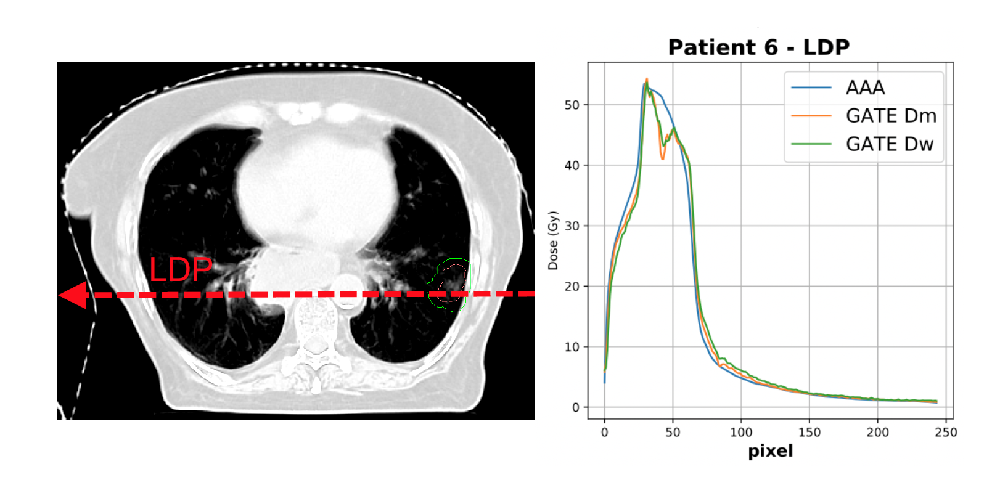 LDP
Patient 6 - LDP
AAA
GATE Dm
GATE Dw
Dose (Gy)
50
40
30
20
10
0
0 50 100 150 200 250
pixel